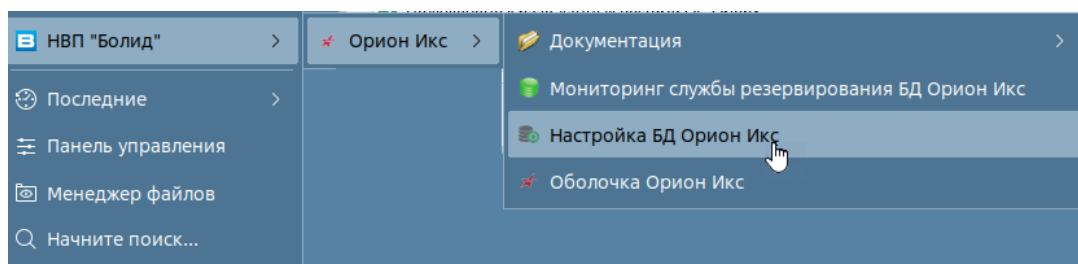 НВП "Болид"
Последние
Панель управления
Менеджер файлов
Начните поиск...
Орион Икс
Документация
Мониторинг службы резервирования БД Орион Икс
Настройка БД Орион Икс
Оболочка Орион Икс